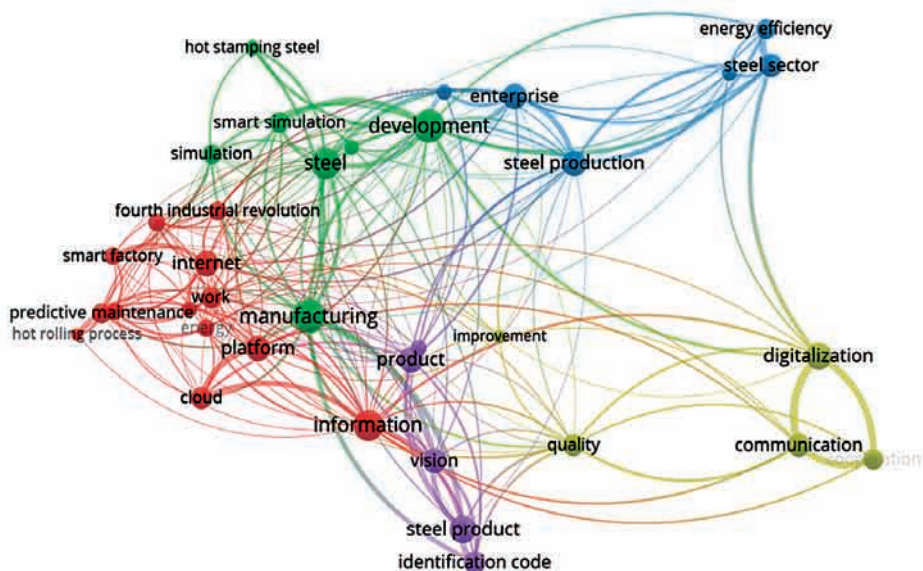 energy efficiency
hot stamping steel
steel sector
enterprise
smart simulation
development
simulation
steel
steel production
fourth industrial revolution
smart factory
internet
work
predictive maintenance
manufacturing
energy
hot rolling process
improvement
platform
product
digitalization
cloud
information
quality
communication
vision
steel product
identification code